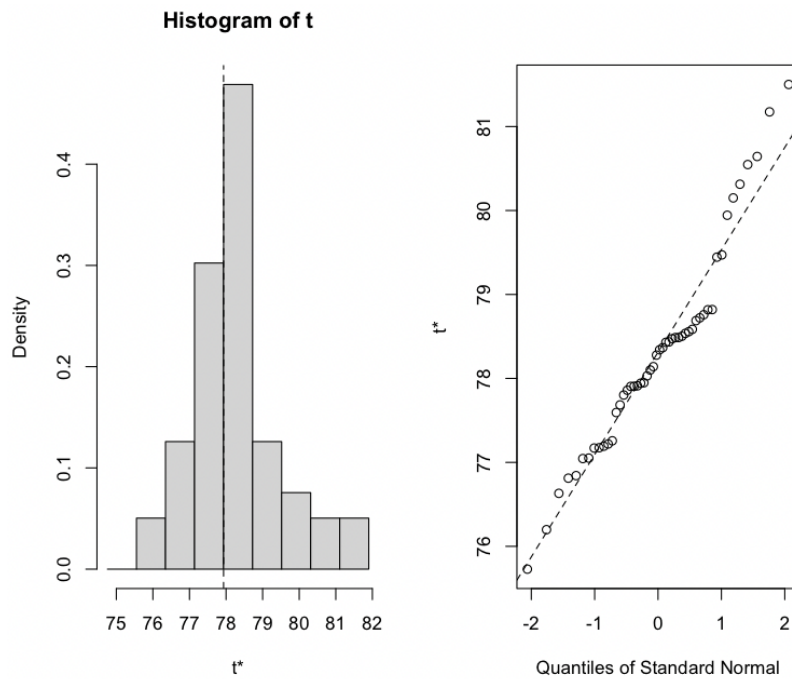 Histogram of t
Density
0.0
0.1
0.2
0.3
0.4
75 76 77 78 79 80 81 82
t*
t*
76
77
78
79
80
81
-2 -1 0 1 2
Quantiles of Standard Normal